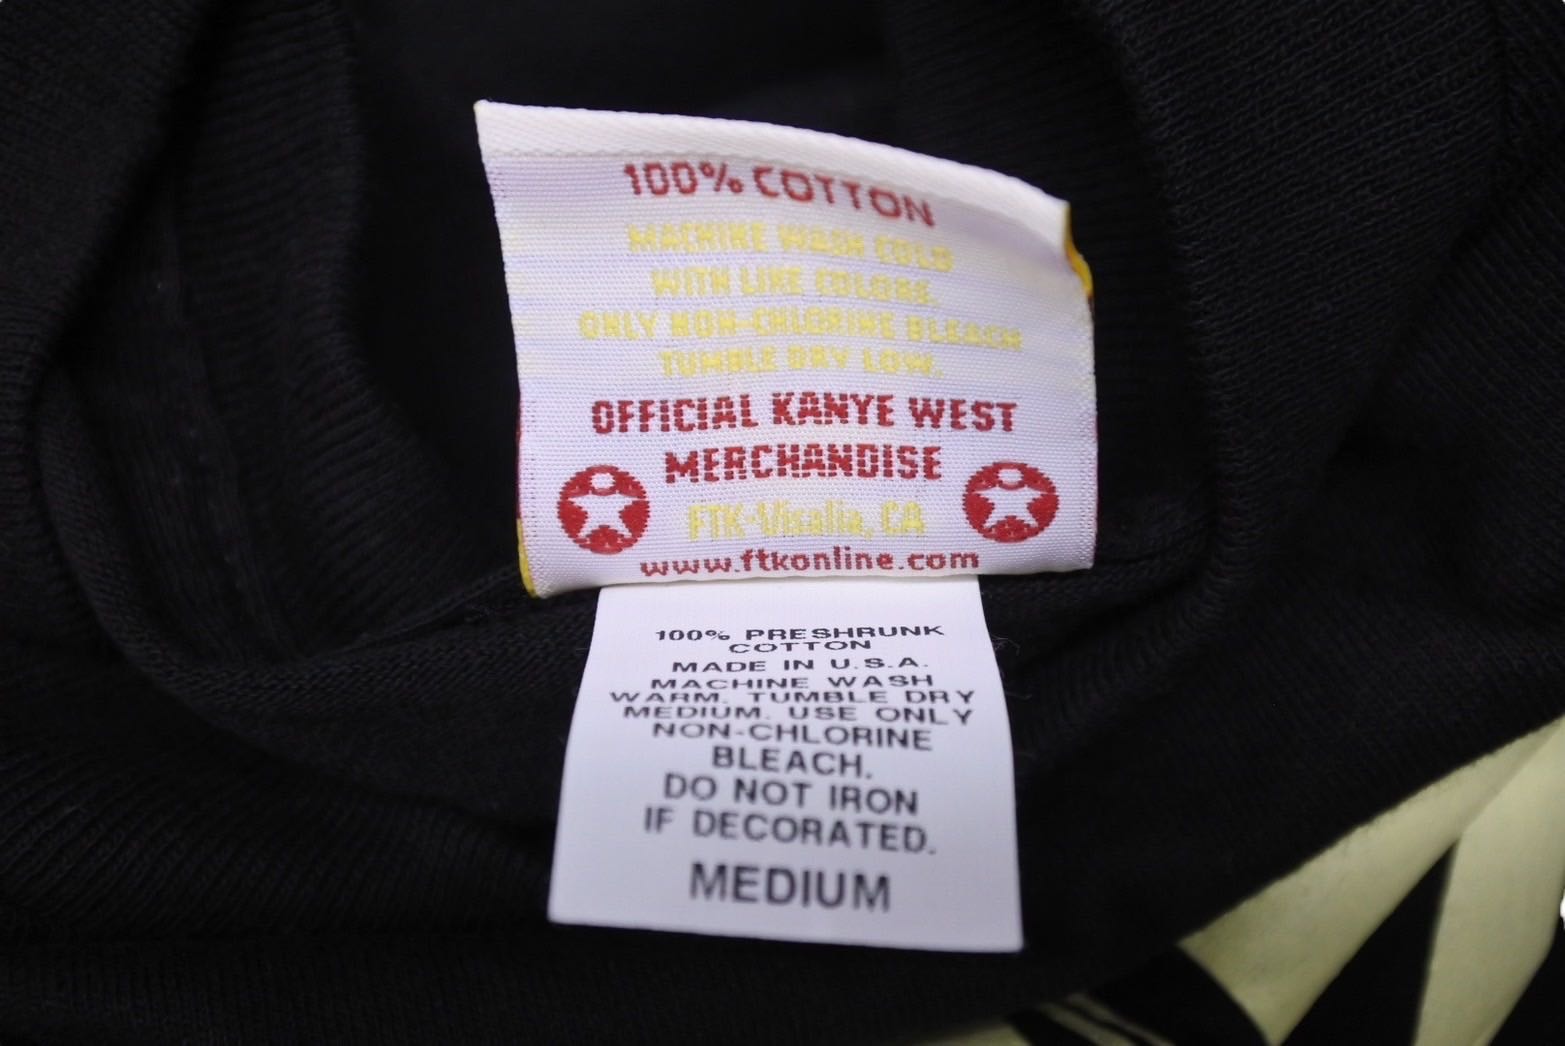 100% COTTON
MACHINE WASH COLD
WITH LIKE COLORS.
ONLY NON-CHLORINE BLEACH
TUMBLE DRY LOW.
OFFICIAL KANYE WEST
MERCHANDISE
FTK-Visalia, CA
www.ftkonline.com
100% PRESHRUNK
COTTON
MADE IN U.S.A.
MACHINE WASH
WARM. TUMBLE DRY
MEDIUM. USE ONLY
NON-CHLORINE
BLEACH.
DO NOT IRON
IF DECORATED.
MEDIUM